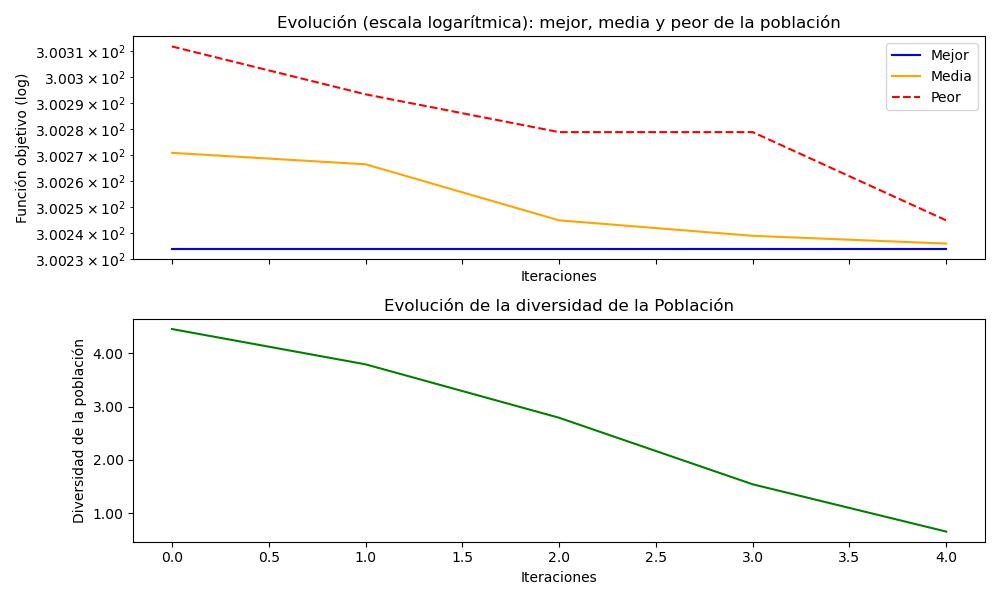 Evolución (escala logarítmica): mejor, media y peor de la población
Función objetivo (log)
3.0031 × 10²
3.003 × 10²
3.0029 × 10²
3.0028 × 10²
3.0027 × 10²
3.0026 × 10²
3.0025 × 10²
3.0024 × 10²
3.0023 × 10²
Mejor
Media
Peor
Iteraciones
Evolución de la diversidad de la Población
Diversidad de la población
4.00
3.00
2.00
1.00
0.0 0.5 1.0 1.5 2.0 2.5 3.0 3.5 4.0
Iteraciones